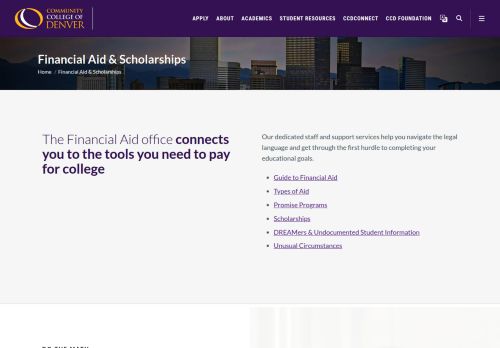 COMMUNITY
COLLEGE OF
DENVER
APPLY ABOUT ACADEMICS STUDENT RESOURCES CCDCONNECT CCD FOUNDATION
Financial Aid & Scholarships
Home / Financial Aid & Scholarships
The Financial Aid office connects
you to the tools you need to pay
for college
Our dedicated staff and support services help you navigate the legal
language and get through the first hurdle to completing your
educational goals.
Guide to Financial Aid
Types of Aid
Promise Programs
Scholarships
DREAMers & Undocumented Student Information
Unusual Circumstances